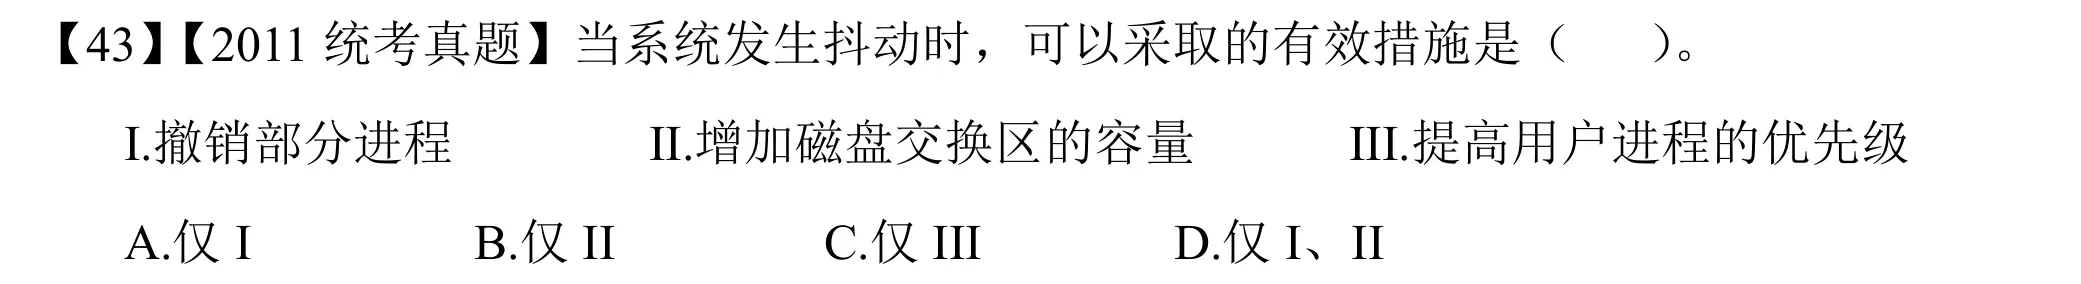 【43】【2011 统考真题】当系统发生抖动时，可以采取的有效措施是（ ）。
I.撤销部分进程 II.增加磁盘交换区的容量 III.提高用户进程的优先级
A.仅 I B.仅 II C.仅 III D.仅 I、II